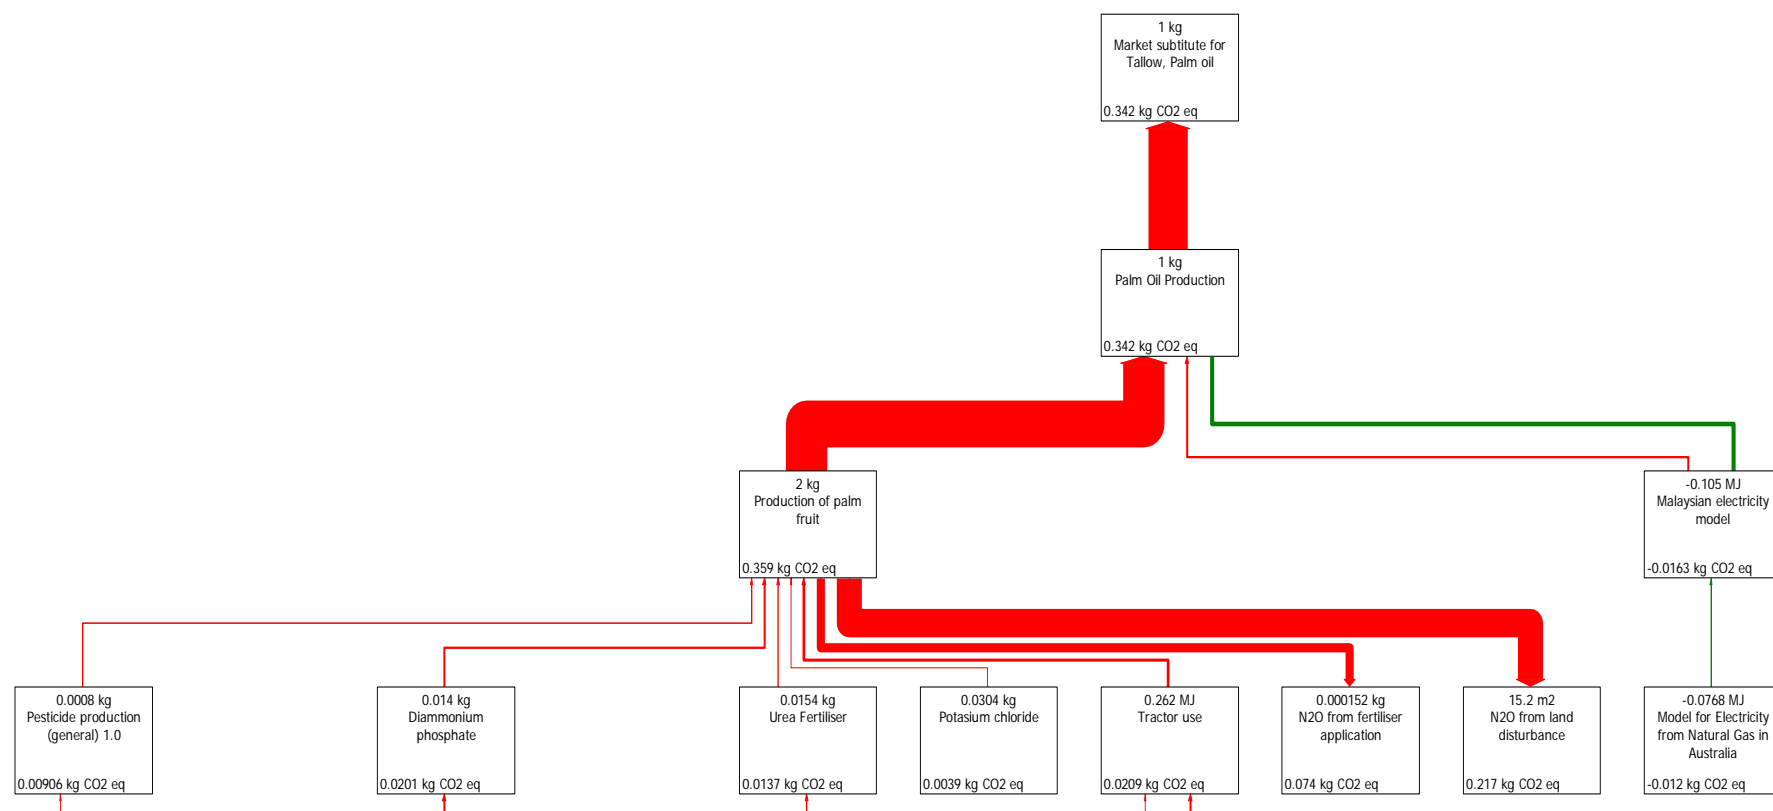 1 kg
Market subtitute for
Tallow, Palm oil
0.342 kg CO2 eq
1 kg
Palm Oil Production
0.342 kg CO2 eq
2 kg
Production of palm
fruit
0.359 kg CO2 eq
-0.105 MJ
Malaysian electricity
model
-0.0163 kg CO2 eq
0.0008 kg
Pesticide production
(general) 1.0
0.00906 kg CO2 eq
0.014 kg
Diammonium
phosphate
0.0201 kg CO2 eq
0.0154 kg
Urea Fertiliser
0.0137 kg CO2 eq
0.0304 kg
Potasium chloride
0.0039 kg CO2 eq
0.262 MJ
Tractor use
0.0209 kg CO2 eq
0.000152 kg
N2O from fertiliser
application
0.074 kg CO2 eq
15.2 m2
N2O from land
disturbance
0.217 kg CO2 eq
-0.0768 MJ
Model for Electricity
from Natural Gas in
Australia
-0.012 kg CO2 eq